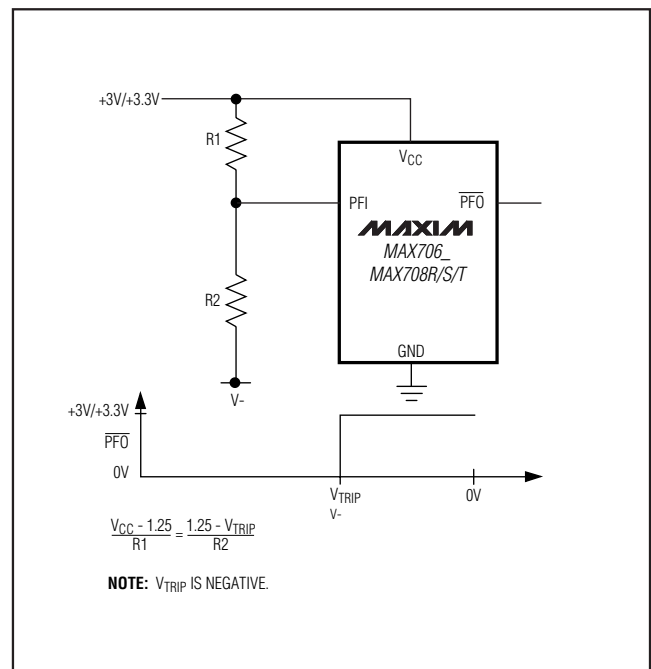 +3V/+3.3V
R1
VCC
PFI
PFO
MAXIM
MAX706_
MAX708R/S/T
R2
GND
V-
+3V/+3.3V
PFO
0V
VTRIP
V-
0V
VCC - 1.25
R1
=
1.25 - VTRIP
R2
NOTE: VTRIP IS NEGATIVE.